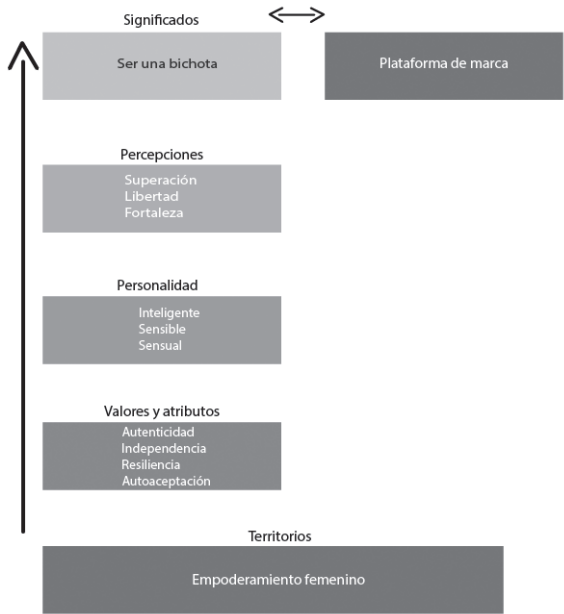 Significados
Ser una bichota
Plataforma de marca
Percepciones
Superación
Libertad
Fortaleza
Personalidad
Inteligente
Sensible
Sensual
Valores y atributos
Autenticidad
Independencia
Resiliencia
Autoaceptación
Territorios
Empoderamiento femenino